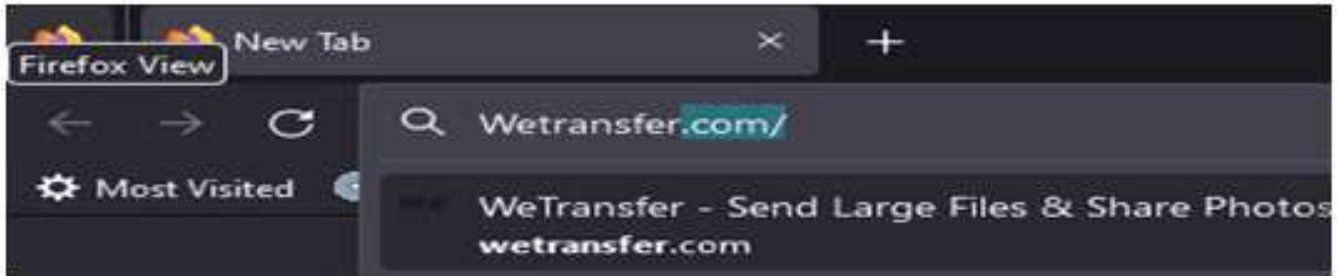 New Tab
Firefox View
Wetransfer.com/
Most Visited
WeTransfer - Send Large Files & Share Photos
wetransfer.com